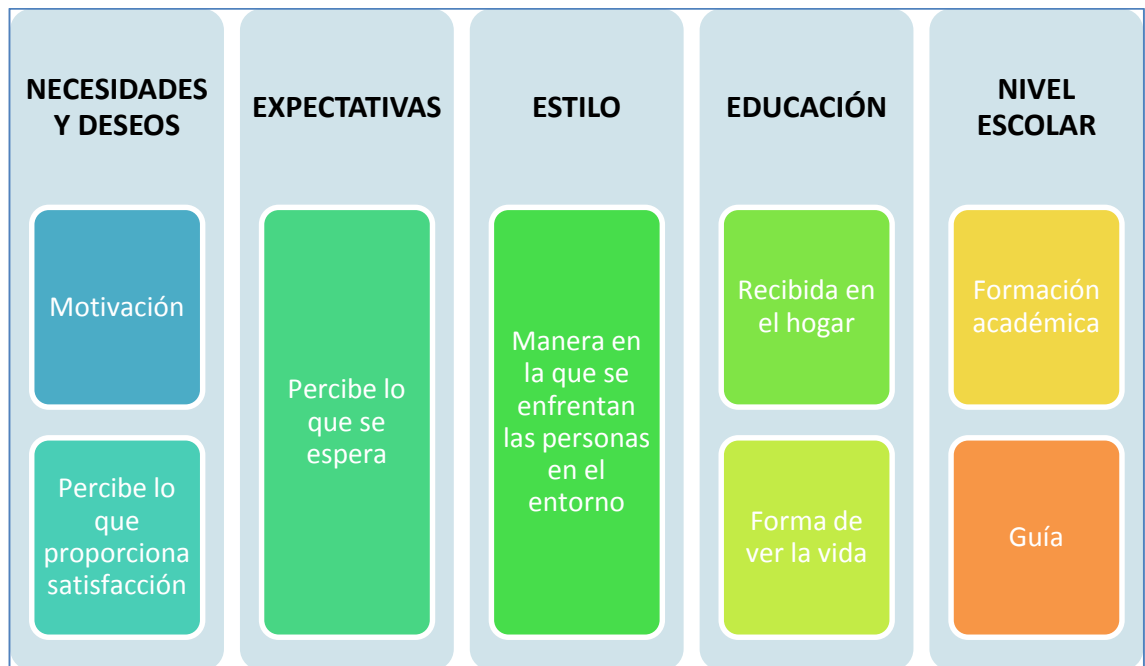 NECESIDADES
Y DESEOS
Motivación
Percibe lo
que
proporciona
satisfacción
EXPECTATIVAS
Percibe lo
que se
espera
ESTILO
Manera en
la que se
enfrentan
las personas
en el
entorno
EDUCACIÓN
Recibida en
el hogar
Forma de
ver la vida
NIVEL
ESCOLAR
Formación
académica
Guía